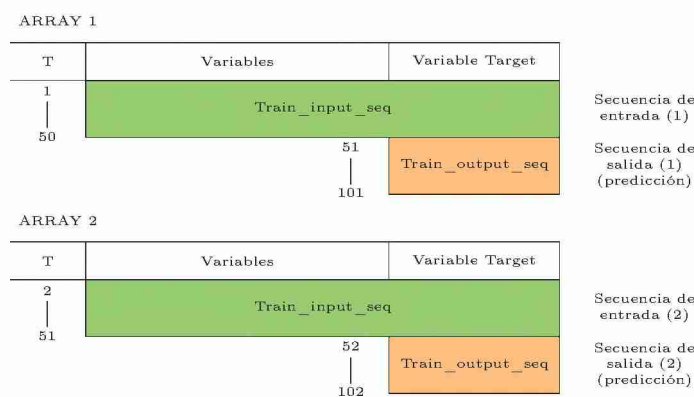 ARRAY 1
T Variables Variable Target
1
Train_input_seq
50
Secuencia de
entrada (1)
51
Train_output_seq
101
Secuencia de
salida (1)
(predicción)
ARRAY 2
T Variables Variable Target
2
Train_input_seq
51
Secuencia de
entrada (2)
52
Train_output_seq
102
Secuencia de
salida (2)
(predicción)